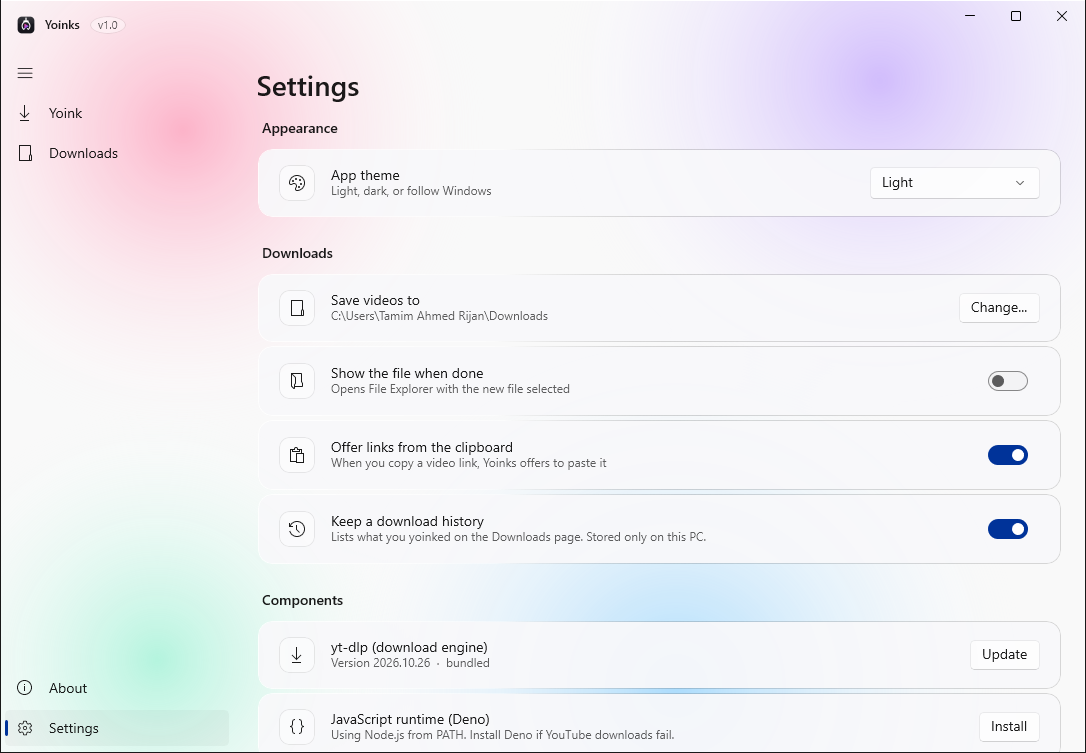 Yoinks v1.0
Yoink
Downloads
Settings
Appearance
App theme
Light, dark, or follow Windows
Light
Downloads
Save videos to
C:\Users\Tamim Ahmed Rijan\Downloads
Change...
Show the file when done
Opens File Explorer with the new file selected
Offer links from the clipboard
When you copy a video link, Yoinks offers to paste it
Keep a download history
Lists what you yoinked on the Downloads page. Stored only on this PC.
Components
yt-dlp (download engine)
Version 2026.10.26 · bundled
Update
JavaScript runtime (Deno)
Using Node.js from PATH. Install Deno if YouTube downloads fail.
Install
About
Settings